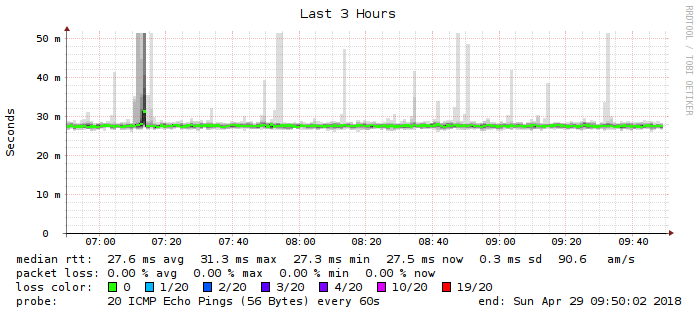 Last 3 Hours
RRDTOOL / TOBI OETIKER
Seconds
50 m
40 m
30 m
20 m
10 m
0
07:00 07:20 07:40 08:00 08:20 08:40 09:00 09:20 09:40
median rtt: 27.6 ms avg 31.3 ms max 27.3 ms min 27.5 ms now 0.3 ms sd 90.6 am/s
packet loss: 0.00 % avg 0.00 % max 0.00 % min 0.00 % now
loss color: 0 1/20 2/20 3/20 4/20 10/20 19/20
probe: 20 ICMP Echo Pings (56 Bytes) every 60s end: Sun Apr 29 09:50:02 2018